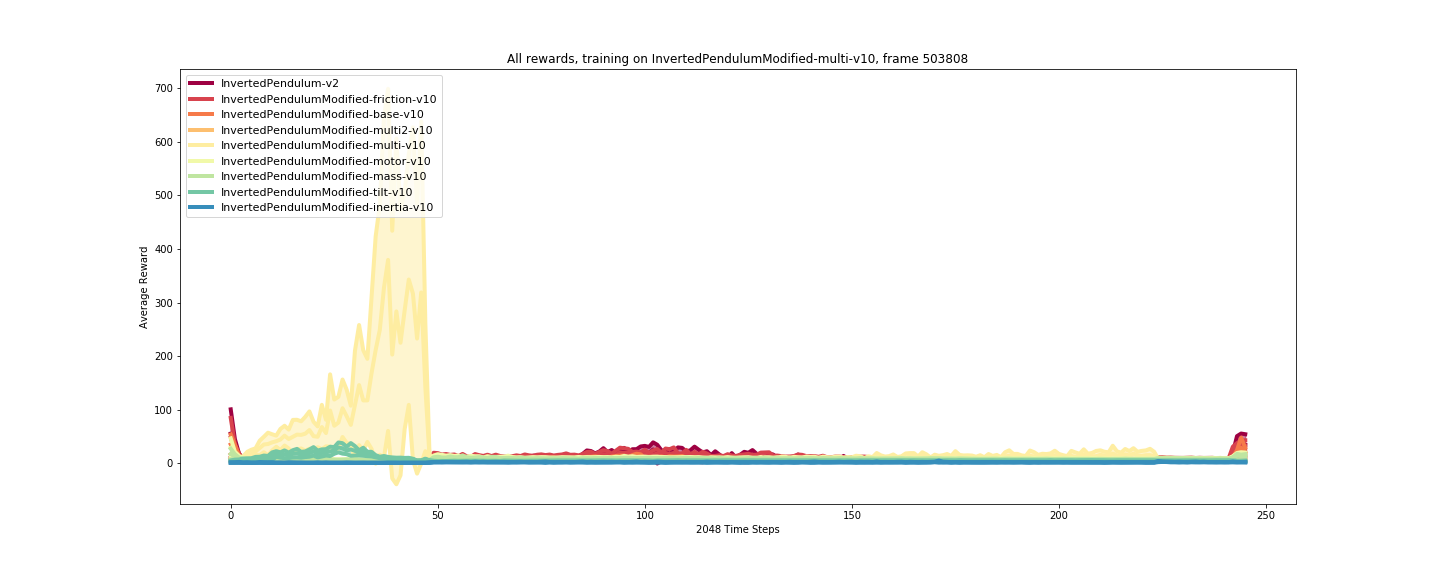 All rewards, training on InvertedPendulumModified-multi-v10, frame 503808
InvertedPendulum-v2
InvertedPendulumModified-friction-v10
InvertedPendulumModified-base-v10
InvertedPendulumModified-multi2-v10
InvertedPendulumModified-multi-v10
InvertedPendulumModified-motor-v10
InvertedPendulumModified-mass-v10
InvertedPendulumModified-tilt-v10
InvertedPendulumModified-inertia-v10
Average Reward
700
600
500
400
300
200
100
0
0 50 100 150 200 250
2048 Time Steps